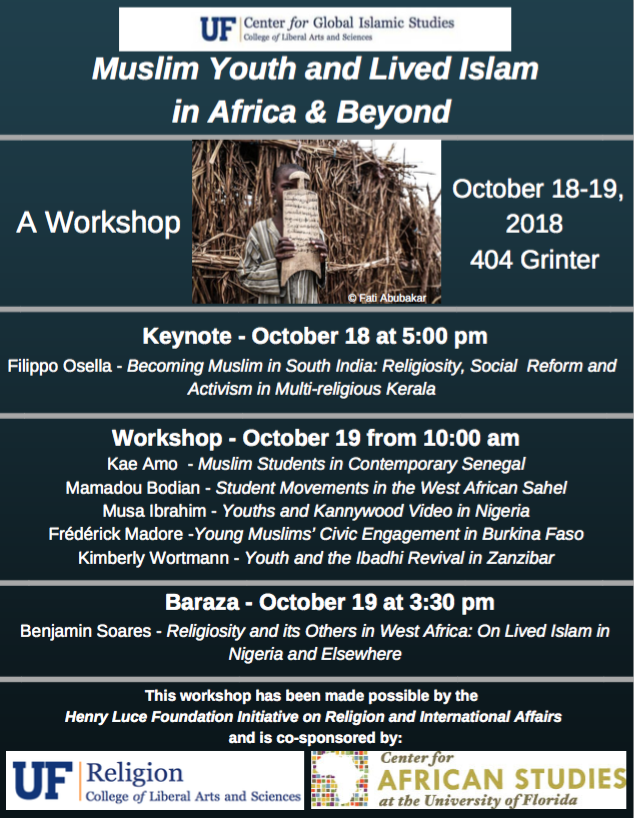 UF Center for Global Islamic Studies
College of Liberal Arts and Sciences
Muslim Youth and Lived Islam
in Africa & Beyond
A Workshop
© Fati Abubakar
October 18-19,
2018
404 Grinter
Keynote - October 18 at 5:00 pm
Filippo Osella - Becoming Muslim in South India: Religiosity, Social Reform and
Activism in Multi-religious Kerala
Workshop - October 19 from 10:00 am
Kae Amo - Muslim Students in Contemporary Senegal
Mamadou Bodian - Student Movements in the West African Sahel
Musa Ibrahim - Youths and Kannywood Video in Nigeria
Frédérick Madore -Young Muslims' Civic Engagement in Burkina Faso
Kimberly Wortmann - Youth and the Ibadhi Revival in Zanzibar
Baraza - October 19 at 3:30 pm
Benjamin Soares - Religiosity and its Others in West Africa: On Lived Islam in
Nigeria and Elsewhere
This workshop has been made possible by the
Henry Luce Foundation Initiative on Religion and International Affairs
and is co-sponsored by:
UF Religion
College of Liberal Arts and Sciences
Center for
AFRICAN STUDIES
at the University of Florida